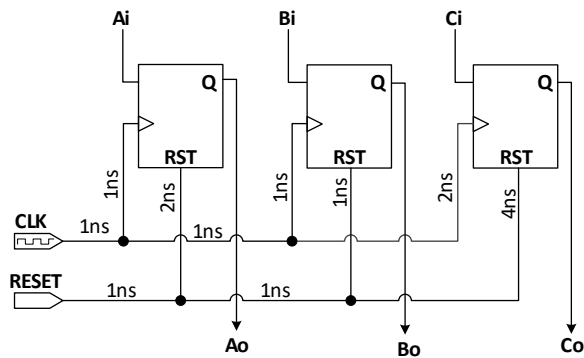 Ai Bi Ci
Q Q Q
RST RST RST
1ns 2ns 1ns 1ns 2ns 4ns
CLK 1ns 1ns
RESET 1ns 1ns
Ao Bo Co